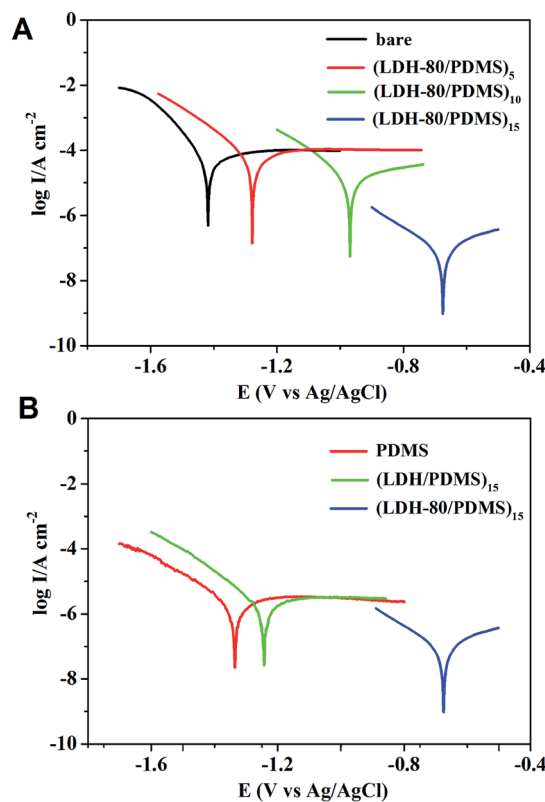 A
bare
(LDH-80/PDMS)5
(LDH-80/PDMS)10
(LDH-80/PDMS)15
0
-2
-4
-6
-8
-10
log I/A cm-2
-1.6
-1.2
-0.8
-0.4
E (V vs Ag/AgCl)
B
PDMS
(LDH/PDMS)15
(LDH-80/PDMS)15
0
-2
-4
-6
-8
-10
log I/A cm-2
-1.6
-1.2
-0.8
-0.4
E (V vs Ag/AgCl)